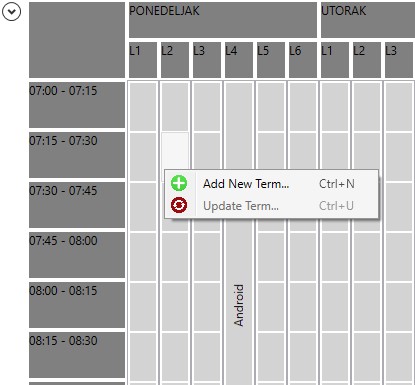 PONEDELJAK UTORAK
L1 L2 L3 L4 L5 L6 L1 L2 L3
07:00 - 07:15
07:15 - 07:30
Add New Term... Ctrl+N
07:30 - 07:45
Update Term... Ctrl+U
07:45 - 08:00
08:00 - 08:15
Android
08:15 - 08:30